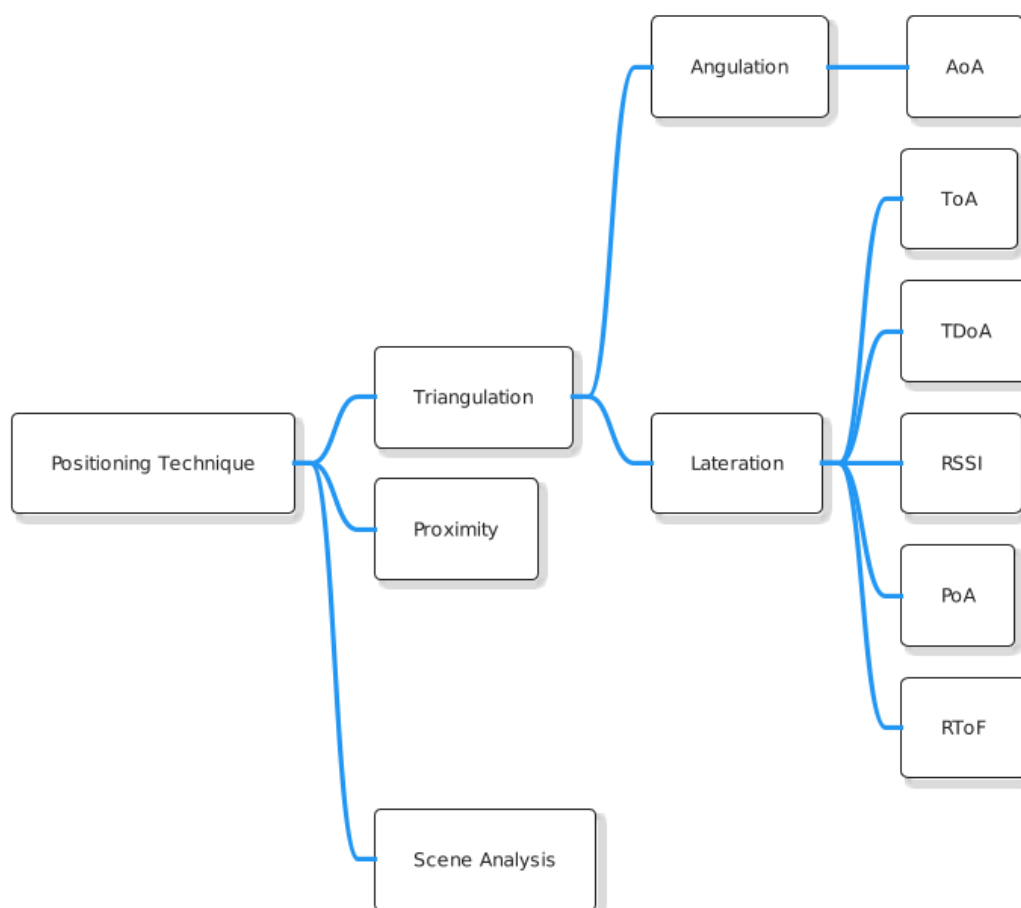 Positioning Technique
Triangulation
Angulation
AoA
Lateration
ToA
TDoA
RSSI
PoA
RToF
Proximity
Scene Analysis